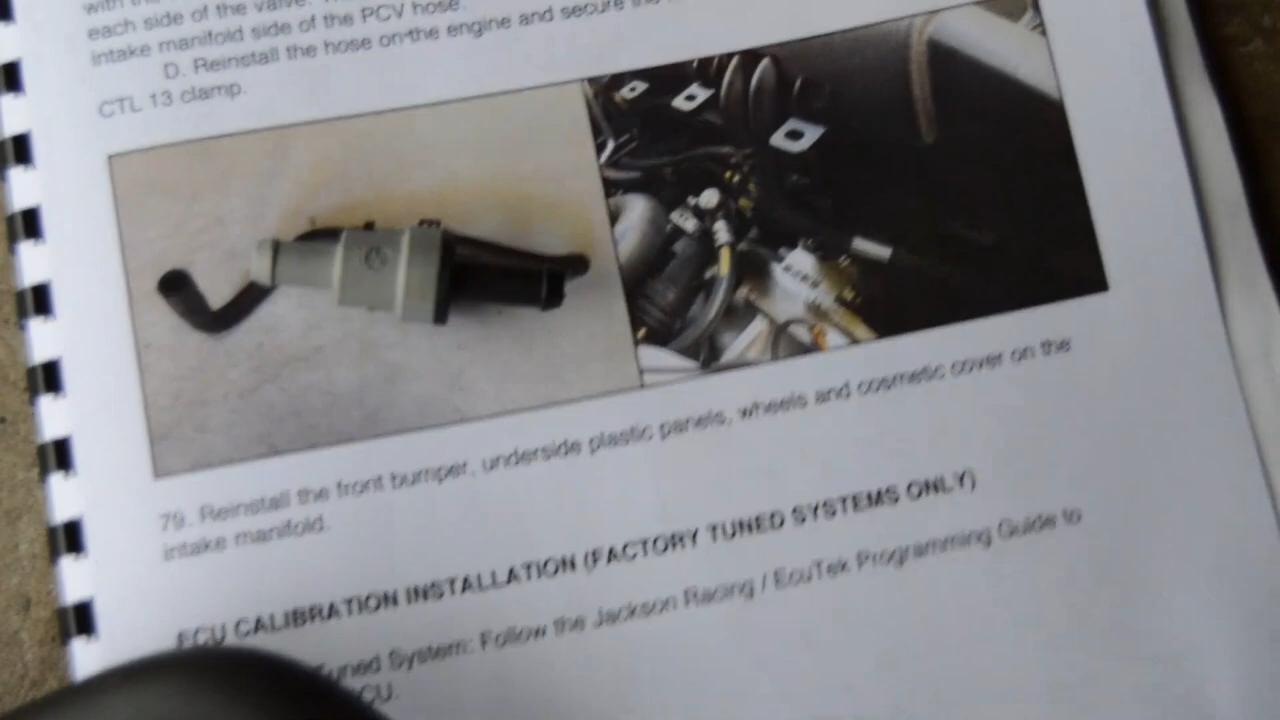 each side of the valve.
intake manifold side of the PCV hose.
D. Reinstall the hose on the engine and secure the
CTL 13 clamp.
79. Reinstall the front bumper, underside plastic panels, wheels and cosmetic cover on the
intake manifold.
ECU CALIBRATION INSTALLATION (FACTORY TUNED SYSTEMS ONLY)
Tuned System: Follow the Jackson Racing / EcuTek Programming Guide to
ECU.